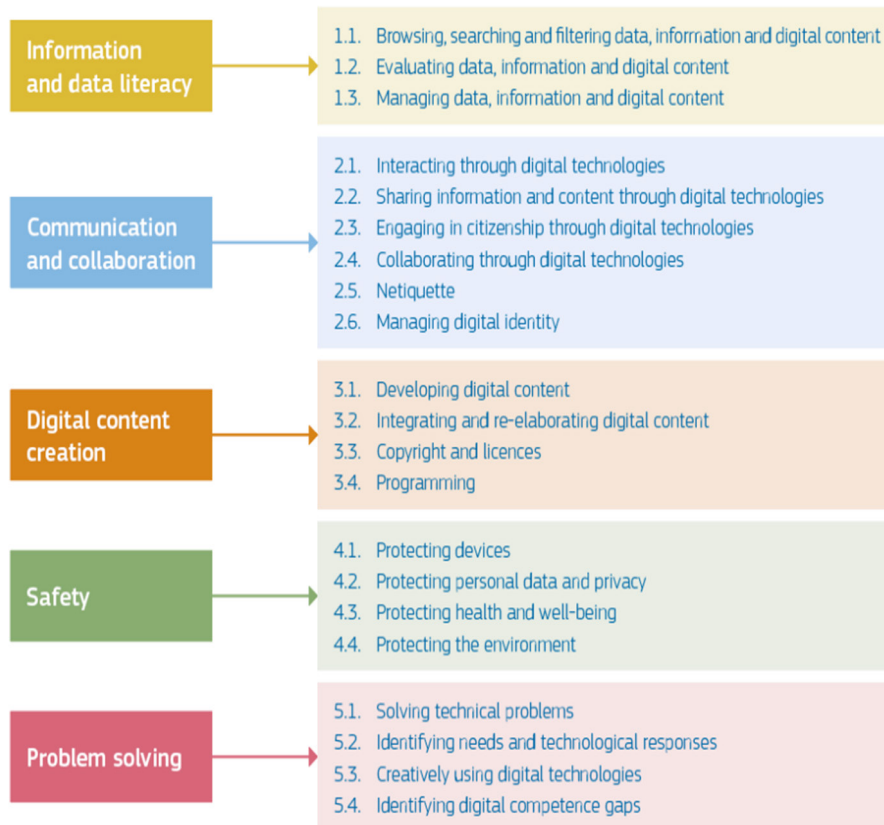 Information
and data literacy
1.1. Browsing, searching and filtering data, information and digital content
1.2. Evaluating data, information and digital content
1.3. Managing data, information and digital content
Communication
and collaboration
2.1. Interacting through digital technologies
2.2. Sharing information and content through digital technologies
2.3. Engaging in citizenship through digital technologies
2.4. Collaborating through digital technologies
2.5. Netiquette
2.6. Managing digital identity
Digital content
creation
3.1. Developing digital content
3.2. Integrating and re-elaborating digital content
3.3. Copyright and licences
3.4. Programming
Safety
4.1. Protecting devices
4.2. Protecting personal data and privacy
4.3. Protecting health and well-being
4.4. Protecting the environment
Problem solving
5.1. Solving technical problems
5.2. Identifying needs and technological responses
5.3. Creatively using digital technologies
5.4. Identifying digital competence gaps